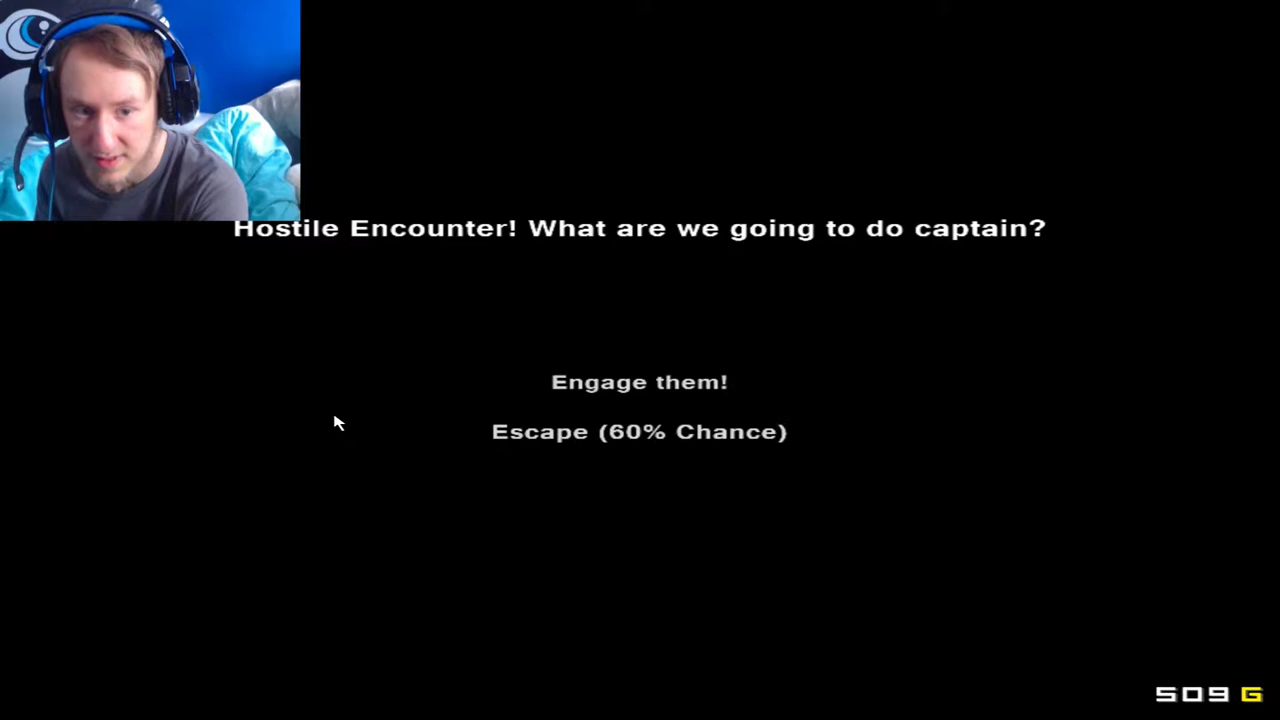 Hostile Encounter! What are we going to do captain?
Engage them!
Escape (60% Chance)
509 G